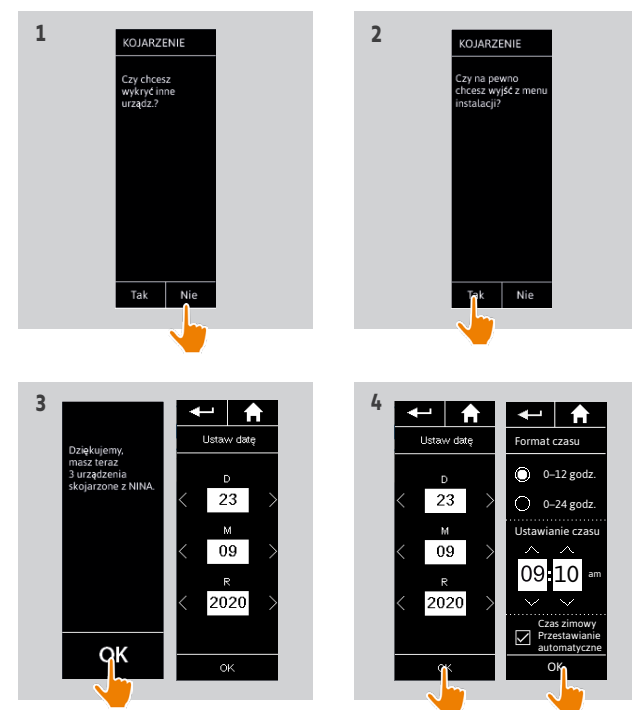 1
KOJARZENIE
Czy chcesz
wykryć inne
urządz.?
Tak Nie
2
KOJARZENIE
Czy na pewno
chcesz wyjść z menu
instalacji?
Tak Nie
3
Dziękujemy,
masz teraz
3 urządzenia
skojarzone z NINA.
OK
Ustaw datę
D
23
M
09
R
2020
OK
4
Ustaw datę
D
23
M
09
R
2020
OK
Format czasu
0–12 godz.
0–24 godz.
Ustawianie czasu
09:10 am
Czas zimowy
Przestawianie
automatyczne
OK